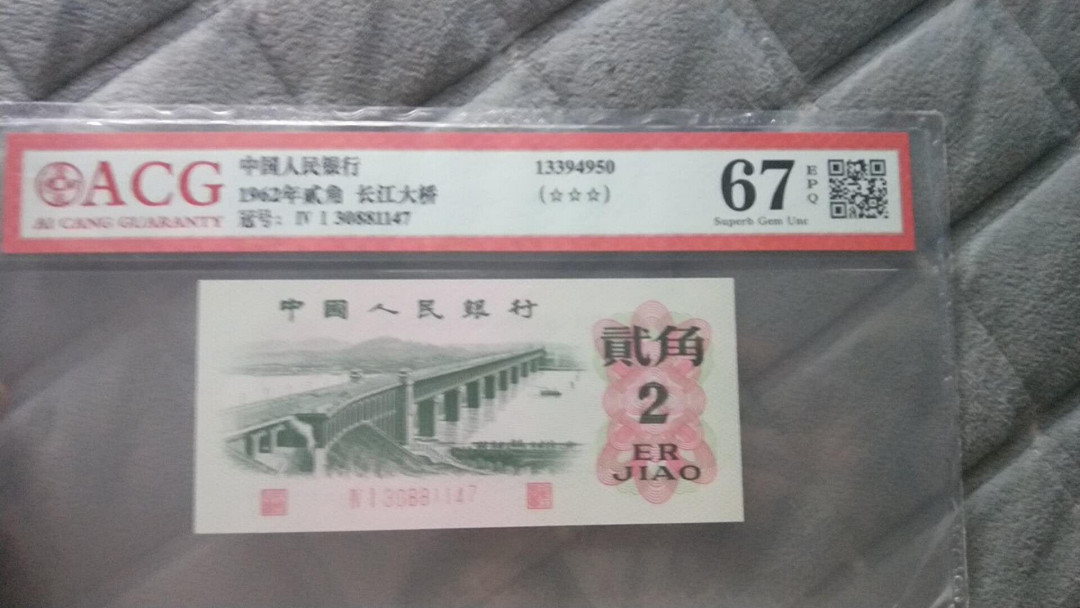 ACG
AI CANG GUARANTY
中国人民银行
1962年贰角 长江大桥
冠号: Ⅳ Ⅰ 30881147
13394950
(☆☆☆)
67
EPQ
Superb Gem Unc
中國人民銀行
貳角
2
ER
JIAO
Ⅳ Ⅰ 30881147